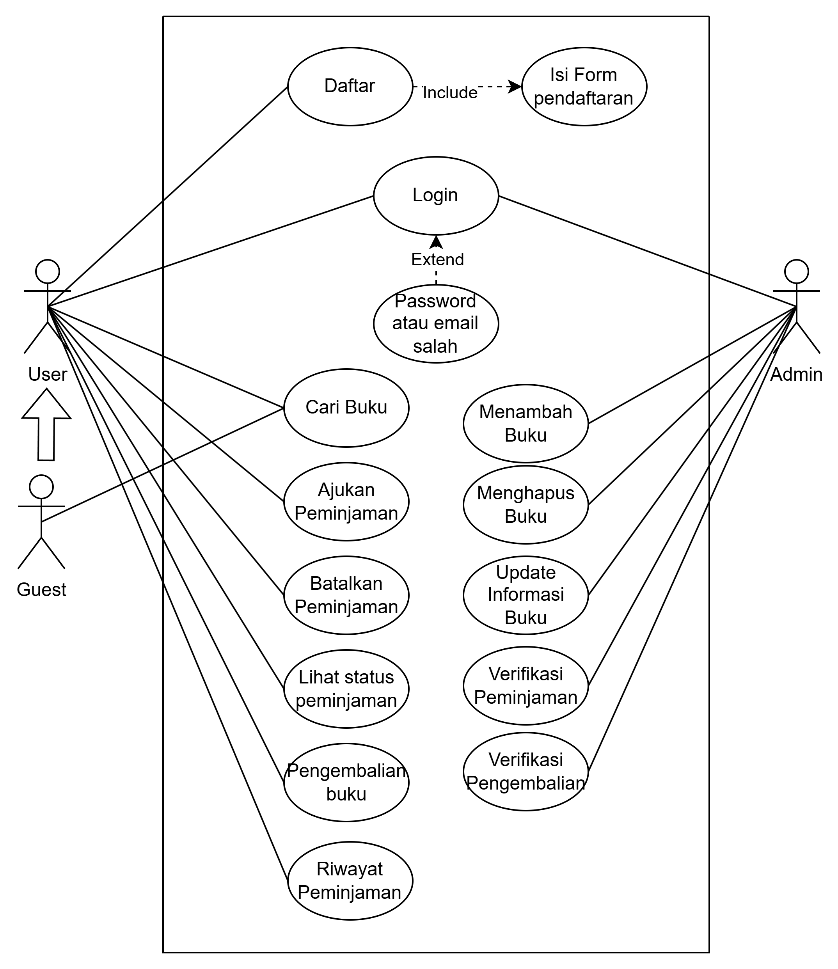 Daftar
Include
Isi Form
pendaftaran
Login
Extend
Password
atau email
salah
User
Admin
Cari Buku
Menambah
Buku
Guest
Ajukan
Peminjaman
Menghapus
Buku
Batalkan
Peminjaman
Update
Informasi
Buku
Lihat status
peminjaman
Verifikasi
Peminjaman
Pengembalian
buku
Verifikasi
Pengembalian
Riwayat
Peminjaman